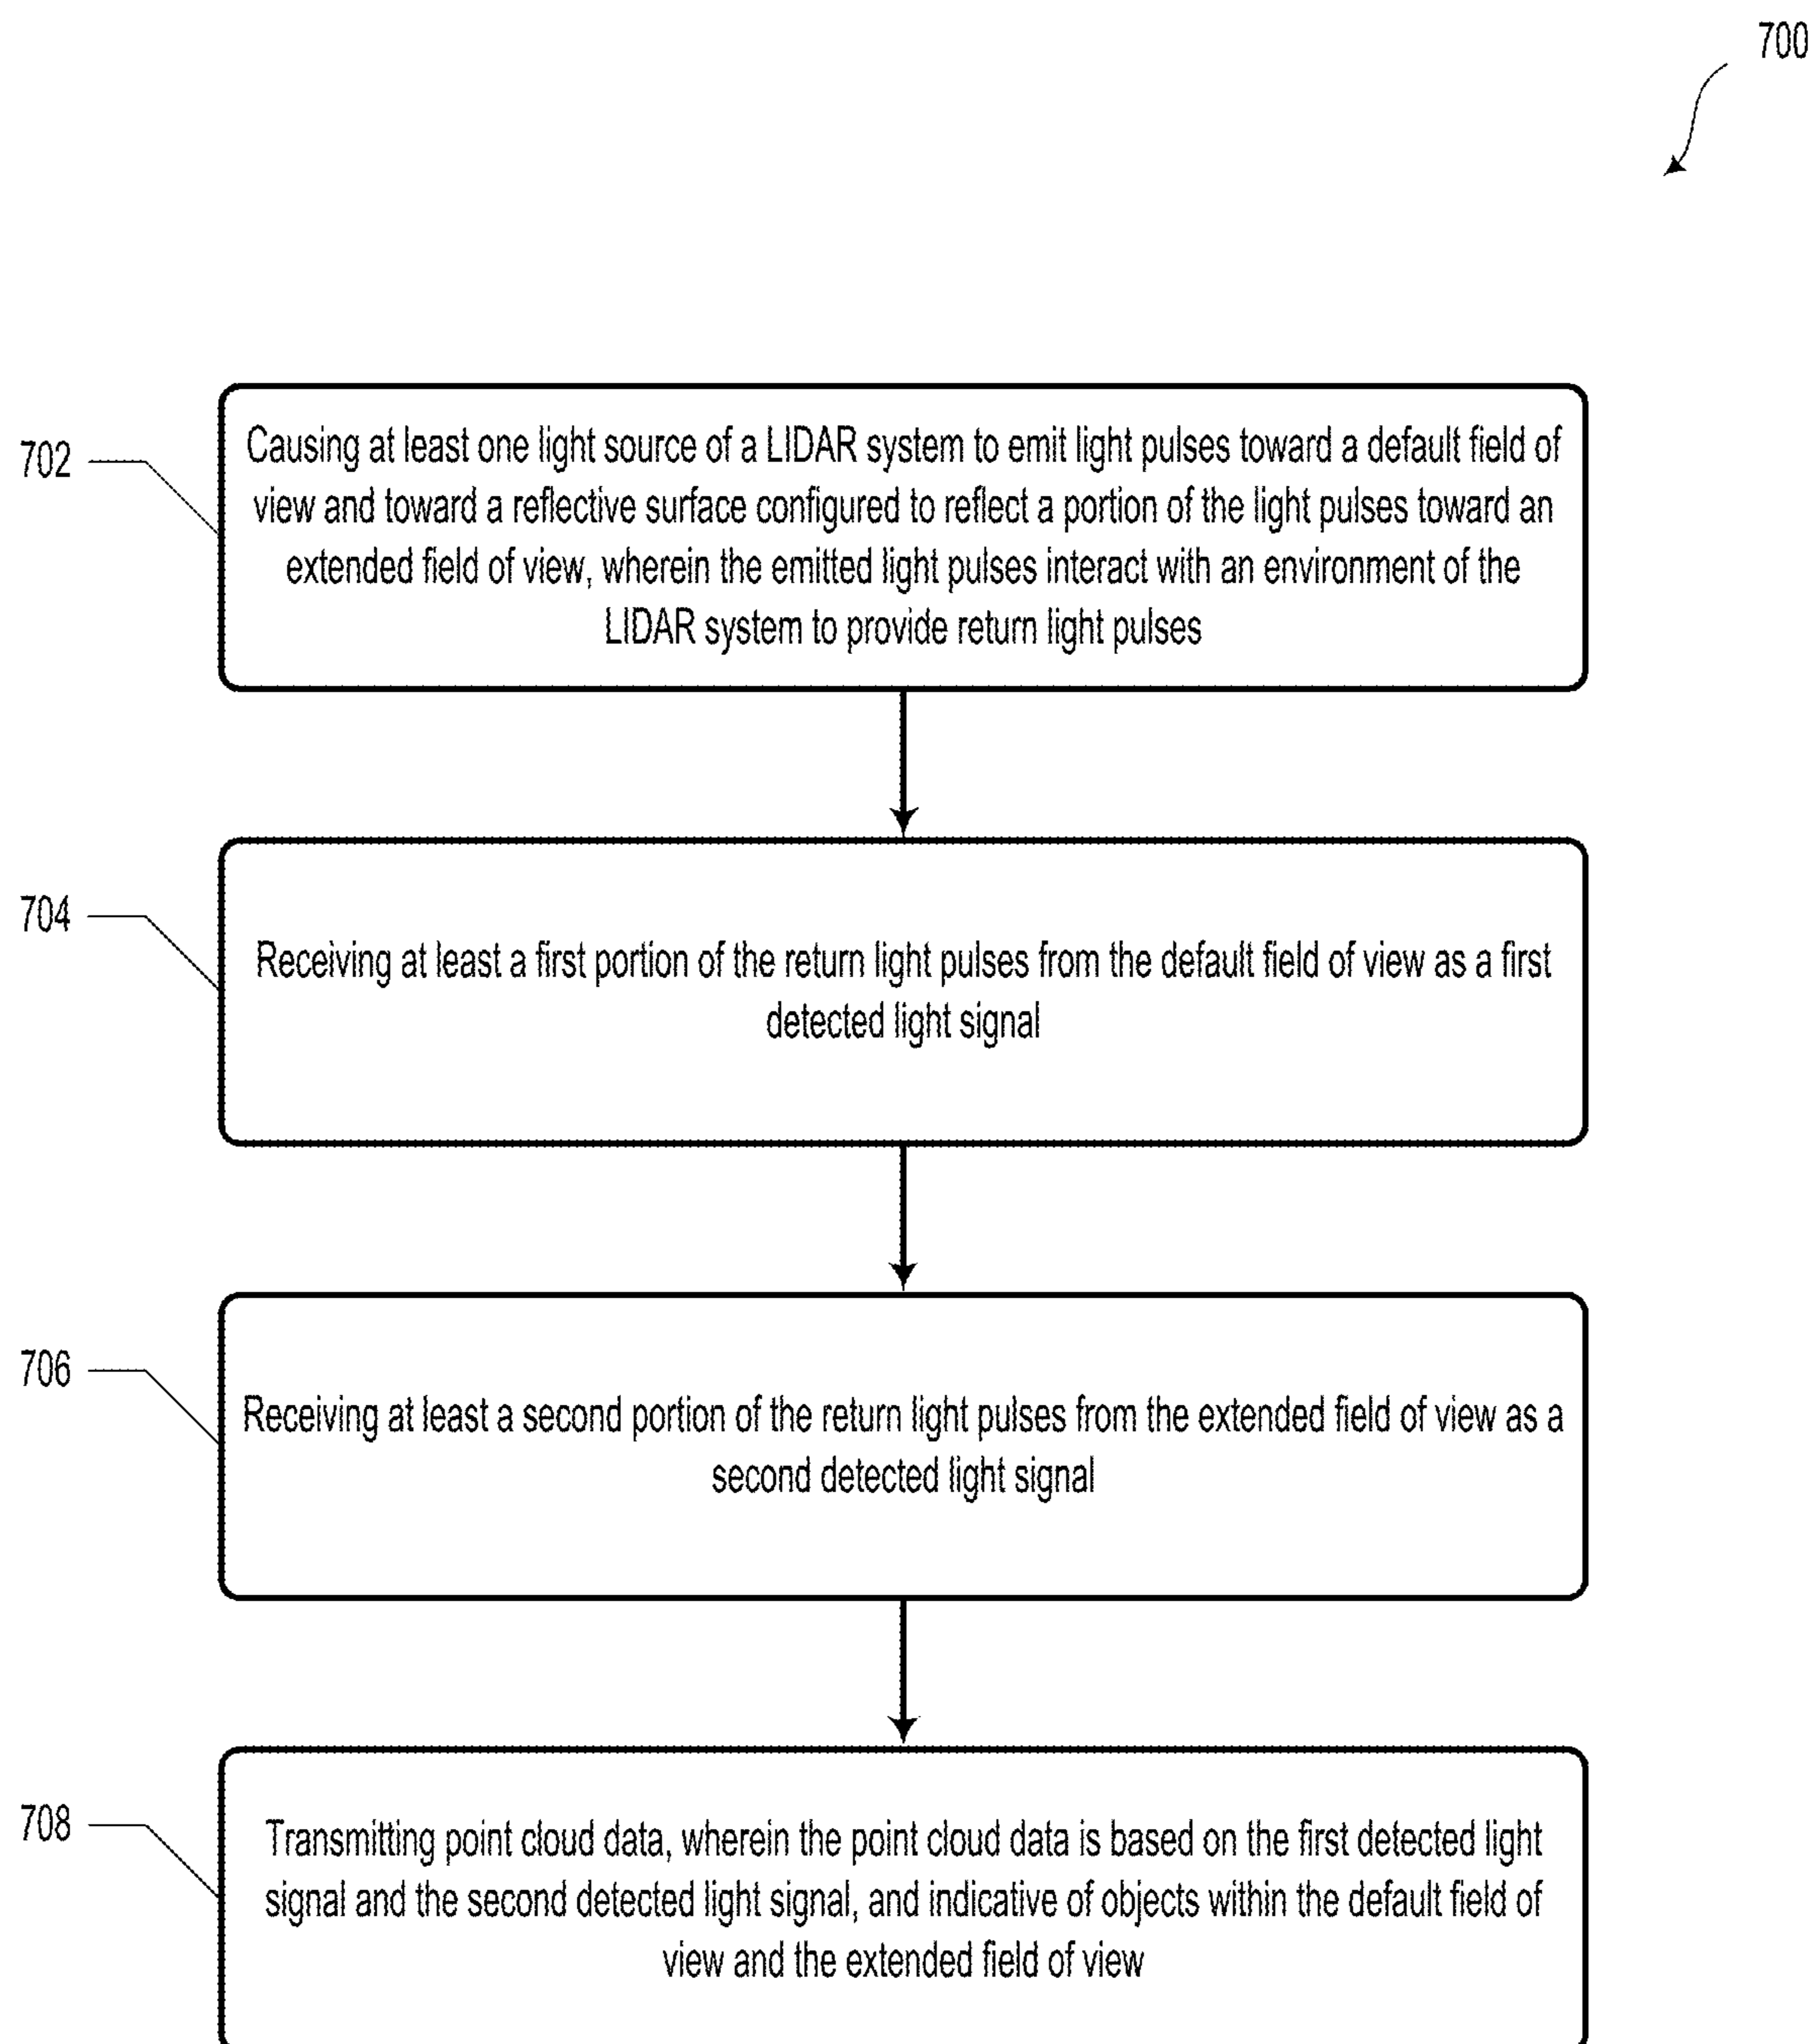 700
702
Causing at least one light source of a LIDAR system to emit light pulses toward a default field of
view and toward a reflective surface configured to reflect a portion of the light pulses toward an
extended field of view, wherein the emitted light pulses interact with an environment of the
LIDAR system to provide return light pulses
704
Receiving at least a first portion of the return light pulses from the default field of view as a first
detected light signal
706
Receiving at least a second portion of the return light pulses from the extended field of view as a
second detected light signal
708
Transmitting point cloud data, wherein the point cloud data is based on the first detected light
signal and the second detected light signal, and indicative of objects within the default field of
view and the extended field of view